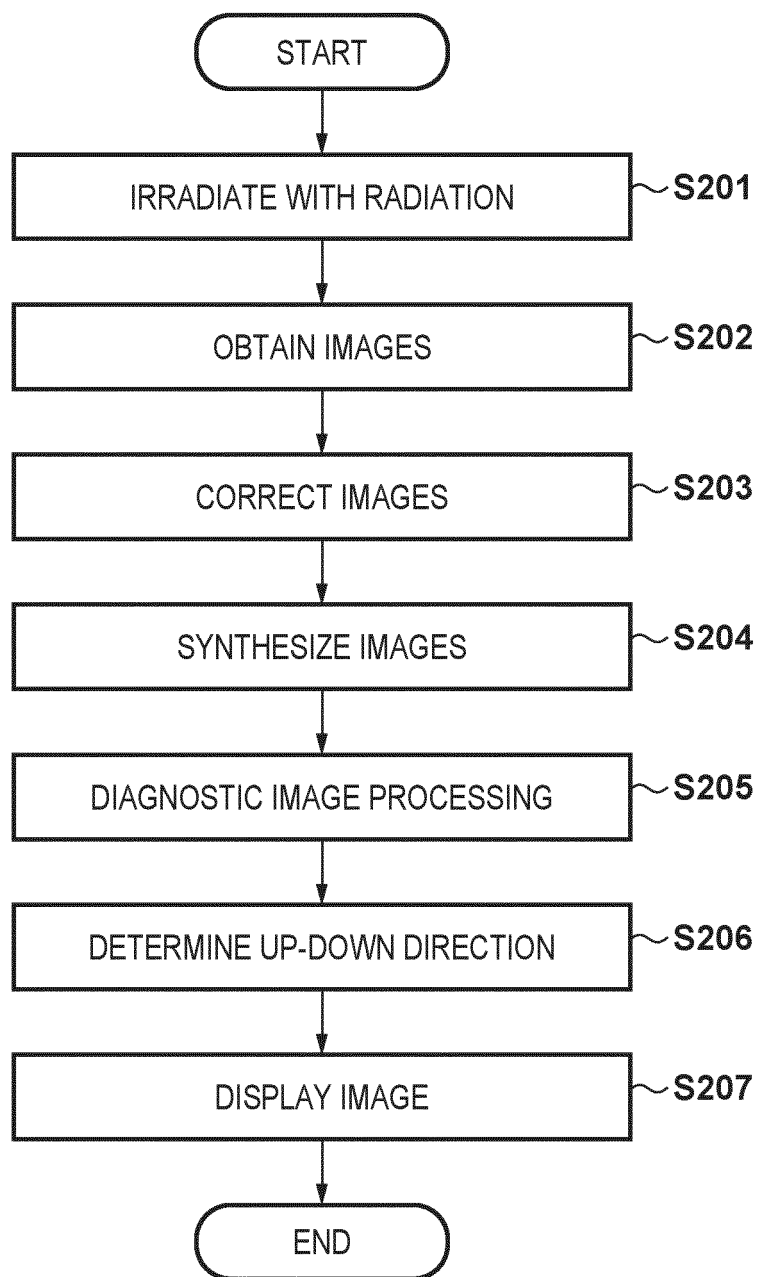 START
IRRADIATE WITH RADIATION
S201
OBTAIN IMAGES
S202
CORRECT IMAGES
S203
SYNTHESIZE IMAGES
S204
DIAGNOSTIC IMAGE PROCESSING
S205
DETERMINE UP-DOWN DIRECTION
S206
DISPLAY IMAGE
S207
END